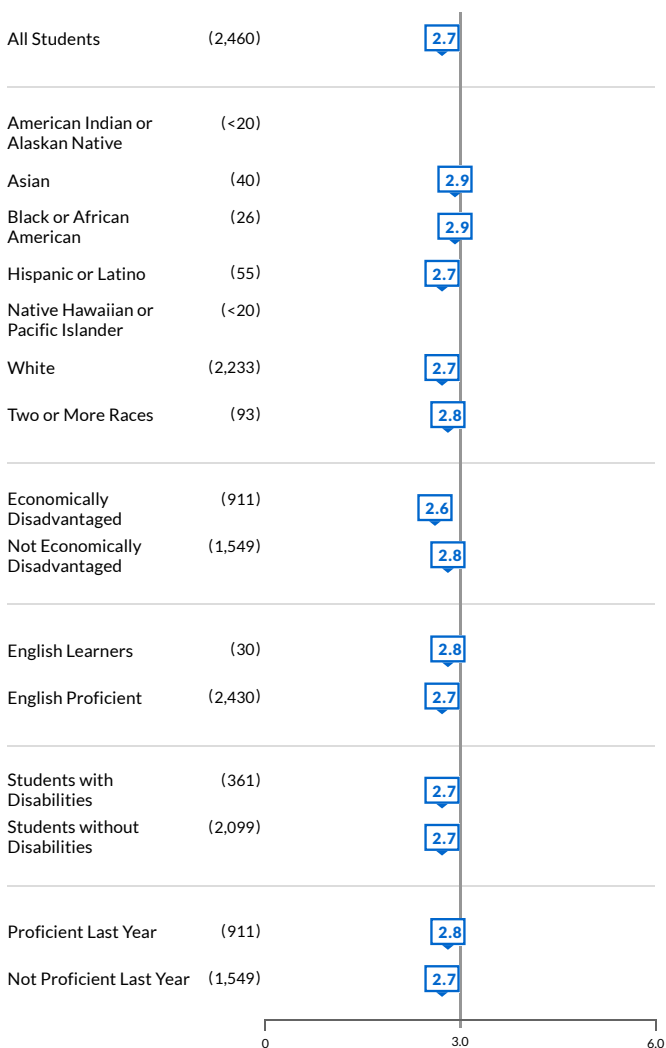 All Students (2,460) 2.7
American Indian or (<20)
Alaskan Native
Asian (40) 2.9
Black or African (26) 2.9
American
Hispanic or Latino (55) 2.7
Native Hawaiian or (<20)
Pacific Islander
White (2,233) 2.7
Two or More Races (93) 2.8
Economically (911) 2.6
Disadvantaged
Not Economically (1,549) 2.8
Disadvantaged
English Learners (30) 2.8
English Proficient (2,430) 2.7
Students with (361) 2.7
Disabilities
Students without (2,099) 2.7
Disabilities
Proficient Last Year (911) 2.8
Not Proficient Last Year (1,549) 2.7
0 3.0 6.0